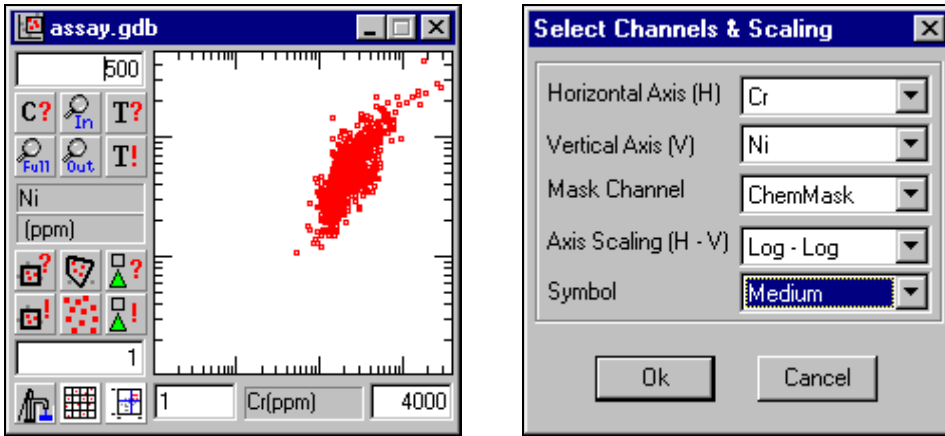 assay.gdb
500
C? In T?
Full Out T!
Ni
(ppm)
? ?
! !
1
1 Cr(ppm) 4000
Select Channels & Scaling
Horizontal Axis (H) Cr
Vertical Axis (V) Ni
Mask Channel ChemMask
Axis Scaling (H - V) Log - Log
Symbol Medium
Ok Cancel